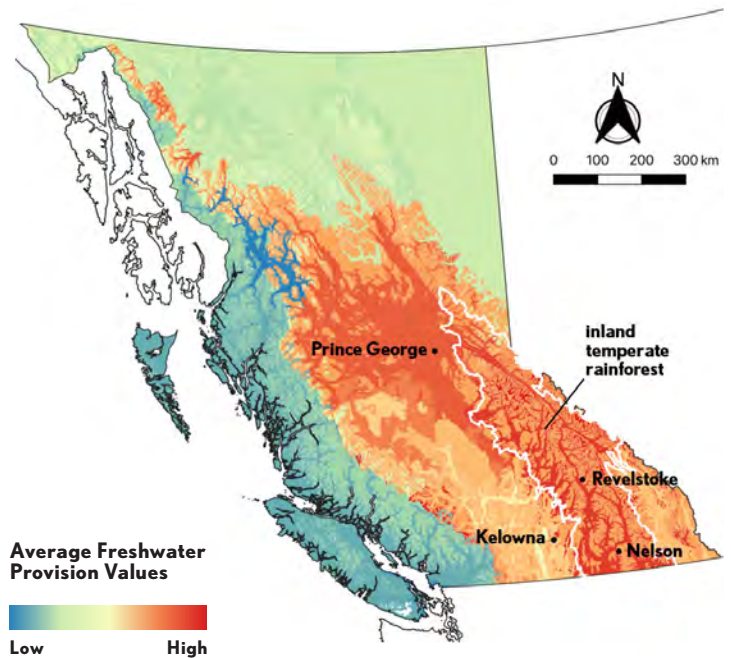 N
0 100 200 300 km
inland
temperate
rainforest
Prince George
Revelstoke
Kelowna
Nelson
Average Freshwater
Provision Values
Low High